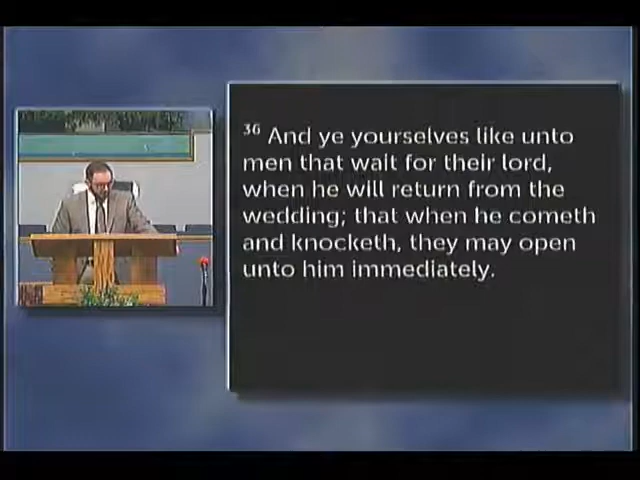 36 And ye yourselves like unto
men that wait for their lord,
when he will return from the
wedding; that when he cometh
and knocketh, they may open
unto him immediately.